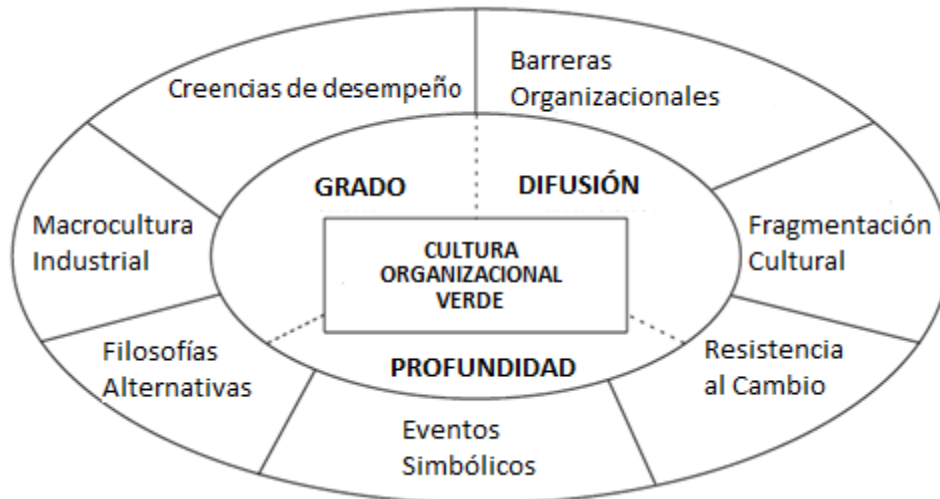 Creencias de desempeño
Barreras
Organizacionales
GRADO
DIFUSIÓN
Macrocultura
Industrial
CULTURA
ORGANIZACIONAL
VERDE
Fragmentación
Cultural
Filosofías
Alternativas
PROFUNDIDAD
Resistencia
al Cambio
Eventos
Simbólicos